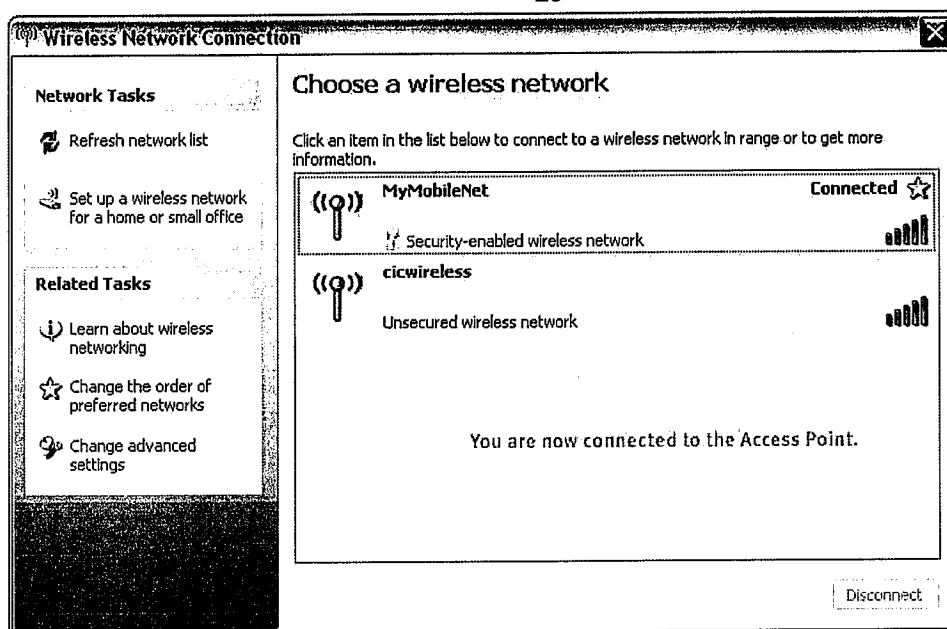 Wireless Network Connection
Network Tasks
Refresh network list
Set up a wireless network
for a home or small office
Related Tasks
Learn about wireless
networking
Change the order of
preferred networks
Change advanced
settings
Choose a wireless network
Click an item in the list below to connect to a wireless network in range or to get more
information.
MyMobileNet
Connected
Security-enabled wireless network
cicwireless
Unsecured wireless network
You are now connected to the Access Point.
Disconnect